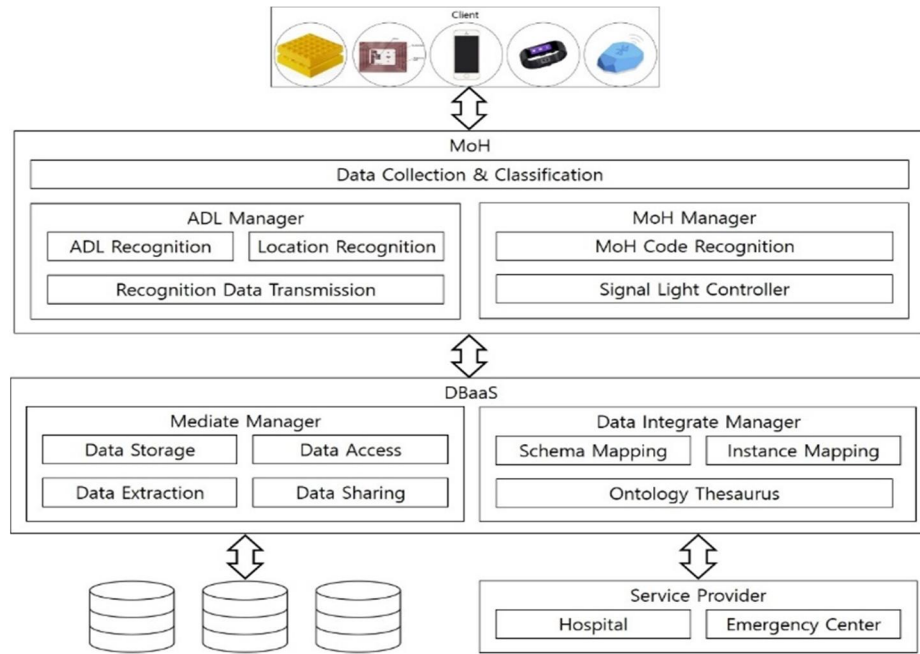 Client
MoH
Data Collection & Classification
ADL Manager
ADL Recognition
Location Recognition
Recognition Data Transmission
MoH Manager
MoH Code Recognition
Signal Light Controller
DBaaS
Mediate Manager
Data Storage
Data Access
Data Extraction
Data Sharing
Data Integrate Manager
Schema Mapping
Instance Mapping
Ontology Thesaurus
Service Provider
Hospital
Emergency Center